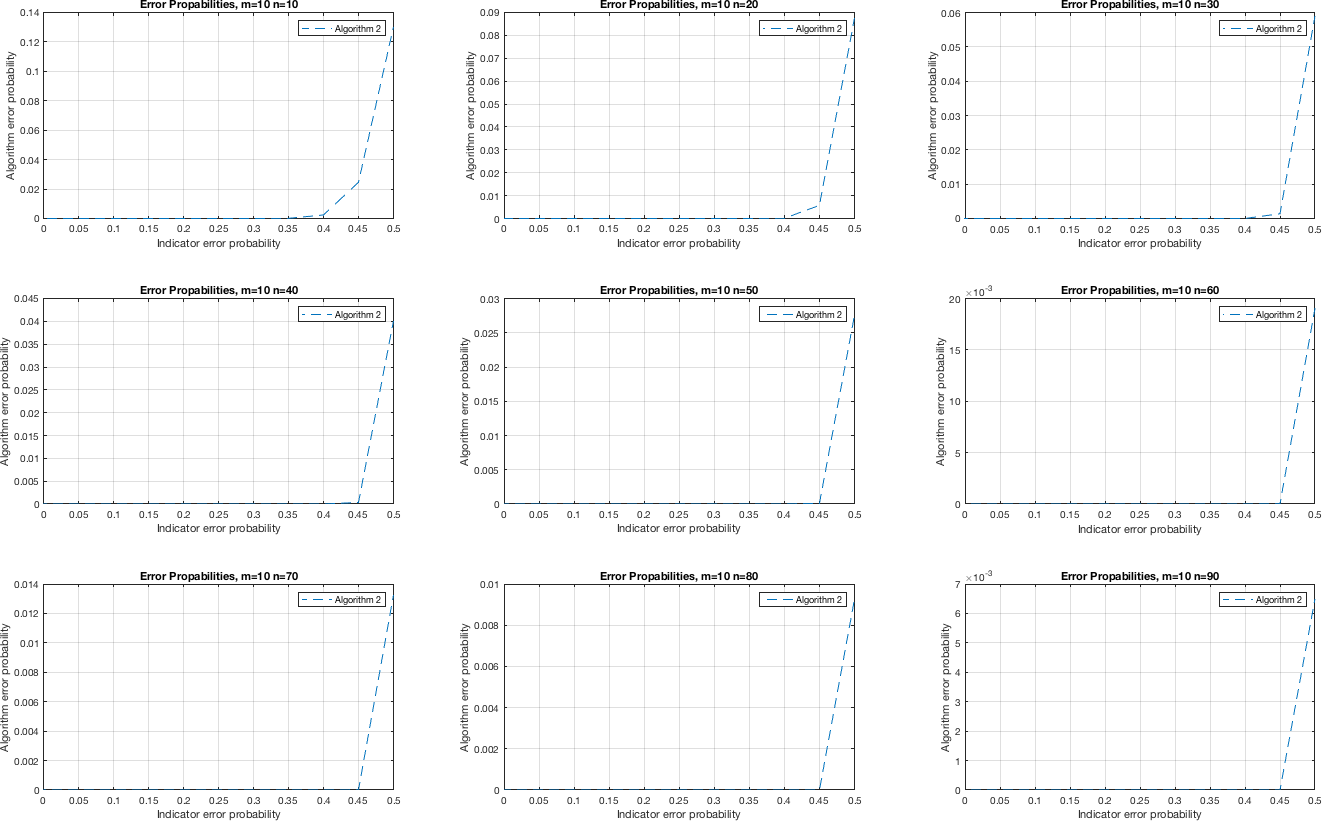 Error Propabilities, m=10 n=10
Algorithm 2
Algorithm error probability
0.14
0.12
0.1
0.08
0.06
0.04
0.02
0
0 0.05 0.1 0.15 0.2 0.25 0.3 0.35 0.4 0.45 0.5
Indicator error probability
Error Propabilities, m=10 n=20
Algorithm 2
Algorithm error probability
0.09
0.08
0.07
0.06
0.05
0.04
0.03
0.02
0.01
0
0 0.05 0.1 0.15 0.2 0.25 0.3 0.35 0.4 0.45 0.5
Indicator error probability
Error Propabilities, m=10 n=30
Algorithm 2
Algorithm error probability
0.06
0.05
0.04
0.03
0.02
0.01
0
0 0.05 0.1 0.15 0.2 0.25 0.3 0.35 0.4 0.45 0.5
Indicator error probability
Error Propabilities, m=10 n=40
Algorithm 2
Algorithm error probability
0.045
0.04
0.035
0.03
0.025
0.02
0.015
0.01
0.005
0
0 0.05 0.1 0.15 0.2 0.25 0.3 0.35 0.4 0.45 0.5
Indicator error probability
Error Propabilities, m=10 n=50
Algorithm 2
Algorithm error probability
0.03
0.025
0.02
0.015
0.01
0.005
0
0 0.05 0.1 0.15 0.2 0.25 0.3 0.35 0.4 0.45 0.5
Indicator error probability
Error Propabilities, m=10 n=60
×10⁻³
Algorithm 2
Algorithm error probability
20
15
10
5
0
0 0.05 0.1 0.15 0.2 0.25 0.3 0.35 0.4 0.45 0.5
Indicator error probability
Error Propabilities, m=10 n=70
Algorithm 2
Algorithm error probability
0.014
0.012
0.01
0.008
0.006
0.004
0.002
0
0 0.05 0.1 0.15 0.2 0.25 0.3 0.35 0.4 0.45 0.5
Indicator error probability
Error Propabilities, m=10 n=80
Algorithm 2
Algorithm error probability
0.01
0.008
0.006
0.004
0.002
0
0 0.05 0.1 0.15 0.2 0.25 0.3 0.35 0.4 0.45 0.5
Indicator error probability
Error Propabilities, m=10 n=90
×10⁻³
Algorithm 2
Algorithm error probability
7
6
5
4
3
2
1
0
0 0.05 0.1 0.15 0.2 0.25 0.3 0.35 0.4 0.45 0.5
Indicator error probability